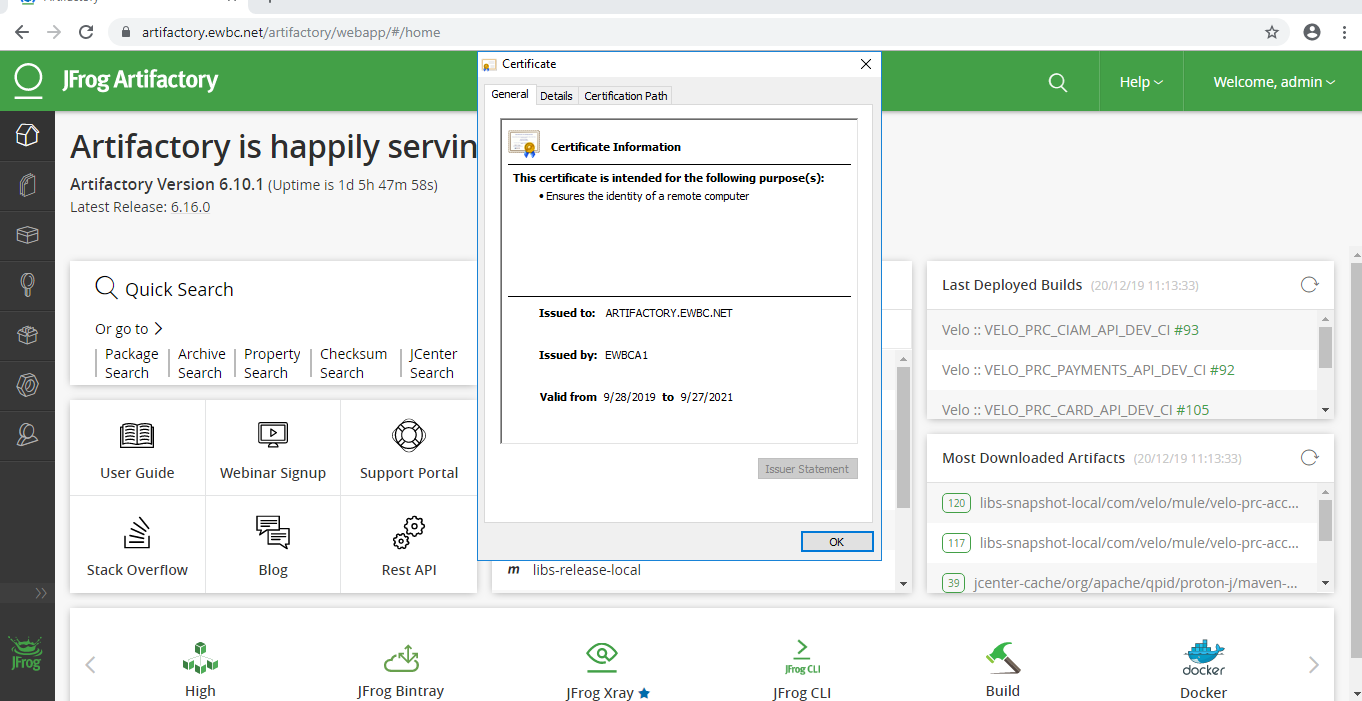 artifactory.ewbc.net/artifactory/webapp/#/home
JFrog Artifactory
Help
Welcome, admin
Artifactory is happily servin
Artifactory Version 6.10.1 (Uptime is 1d 5h 47m 58s)
Latest Release: 6.16.0
Certificate
General
Details
Certification Path
Certificate Information
This certificate is intended for the following purpose(s):
• Ensures the identity of a remote computer
Issued to: ARTIFACTORY.EWBC.NET
Issued by: EWBCA1
Valid from 9/28/2019 to 9/27/2021
Issuer Statement
OK
Quick Search
Or go to
Package Search
Archive Search
Property Search
Checksum Search
JCenter Search
User Guide
Webinar Signup
Support Portal
Stack Overflow
Blog
Rest API
m libs-release-local
Last Deployed Builds (20/12/19 11:13:33)
Velo :: VELO_PRC_CIAM_API_DEV_CI #93
Velo :: VELO_PRC_PAYMENTS_API_DEV_CI #92
Velo :: VELO_PRC_CARD_API_DEV_CI #105
Most Downloaded Artifacts (20/12/19 11:13:33)
120 libs-snapshot-local/com/velo/mule/velo-prc-acc...
117 libs-snapshot-local/com/velo/mule/velo-prc-acc...
39 jcenter-cache/org/apache/qpid/proton-j/maven-...
JFrog
High
JFrog Bintray
JFrog Xray
JFrog CLI
JFrog CLI
Build
docker
Docker